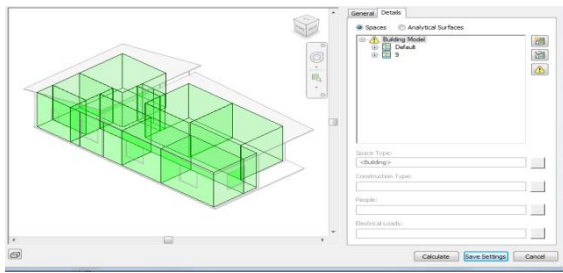 General Details
Spaces Analytical Surfaces
Building Model
Default
9
Space Type:
<Building>
Construction Type:
People:
Electrical Loads:
Calculate Save Settings Cancel